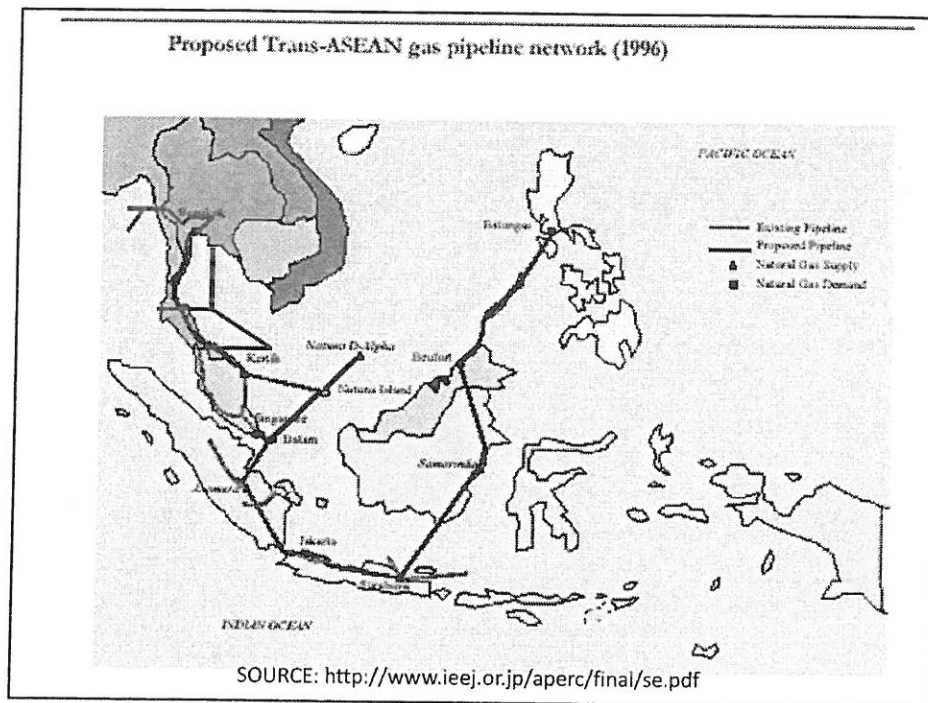 Proposed Trans-ASEAN gas pipeline network (1996)
PACIFIC OCEAN
Bangkok
Batangas
Existing Pipeline
Proposed Pipeline
Natural Gas Supply
Natural Gas Demand
Natuna D-Alpha
Kertih
Natuna Island
Singapore
Batam
Samarinda
Jakarta
Surabaya
INDIAN OCEAN
SOURCE: http://www.ieej.or.jp/aperc/final/se.pdf